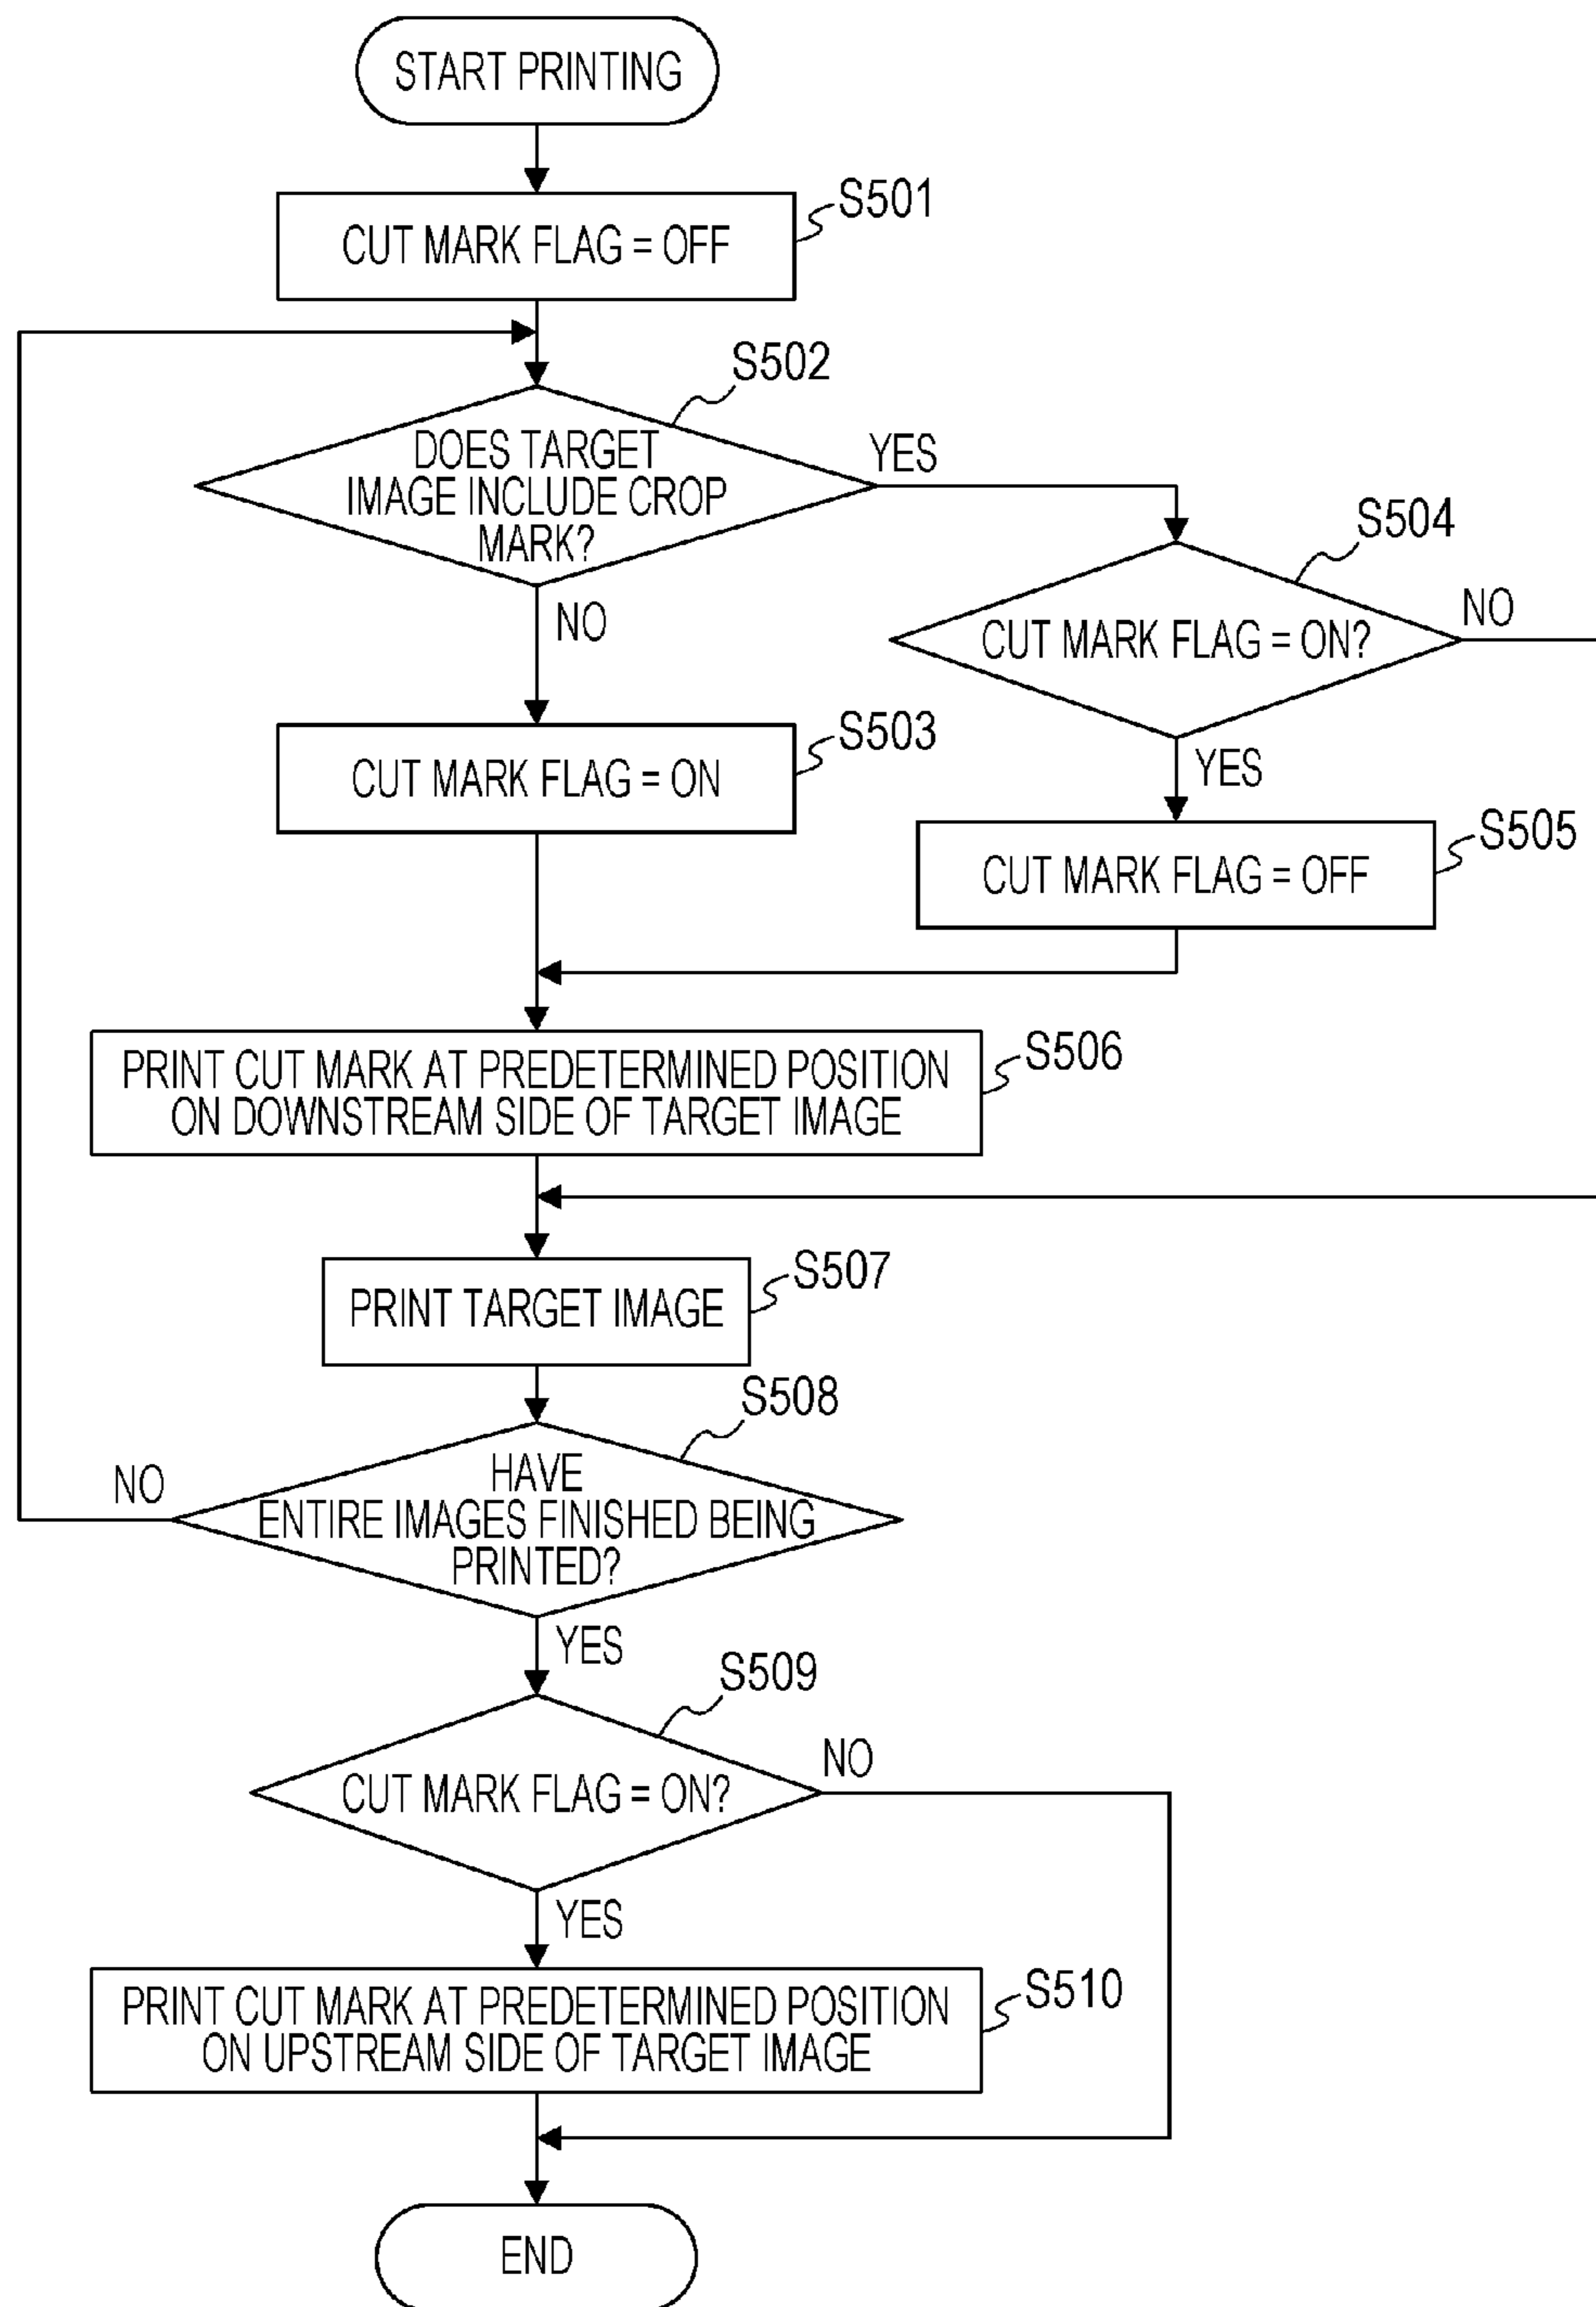 START PRINTING
S501
CUT MARK FLAG = OFF
S502
DOES TARGET
IMAGE INCLUDE CROP
MARK?
YES
NO
S504
CUT MARK FLAG = ON?
NO
YES
S503
CUT MARK FLAG = ON
S505
CUT MARK FLAG = OFF
S506
PRINT CUT MARK AT PREDETERMINED POSITION
ON DOWNSTREAM SIDE OF TARGET IMAGE
S507
PRINT TARGET IMAGE
S508
HAVE
ENTIRE IMAGES FINISHED BEING
PRINTED?
NO
YES
S509
CUT MARK FLAG = ON?
NO
YES
S510
PRINT CUT MARK AT PREDETERMINED POSITION
ON UPSTREAM SIDE OF TARGET IMAGE
END